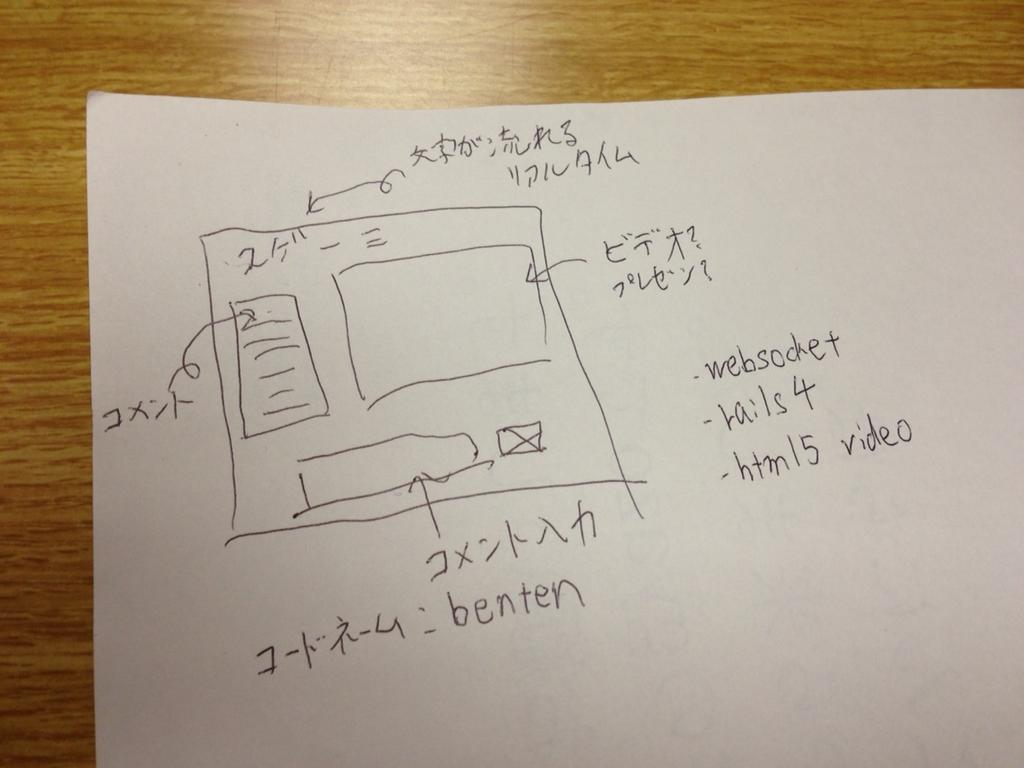 文字が流れる
リアルタイム
スゲーミ
ビデオ?
プレゼン?
コメント
- websocket
- rails4
- html5 video
コメント入力
コードネーム : benten